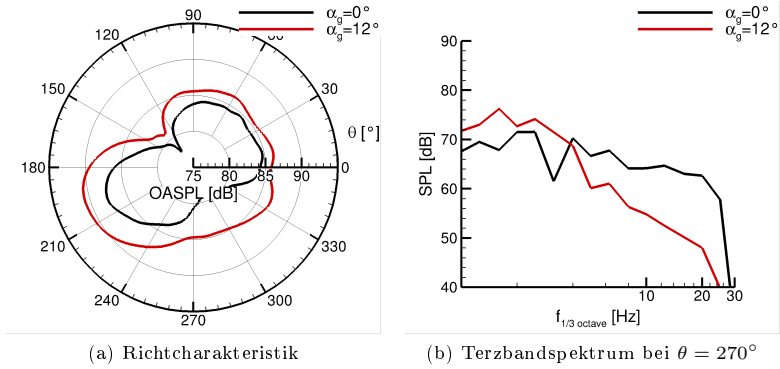 α_g=0°
α_g=12°
90
60
120
150
30
θ [°]
180
0
75 80 85 90
OASPL [dB]
210
330
240
300
270
(a) Richtcharakteristik
α_g=0°
α_g=12°
90
80
70
60
50
40
SPL [dB]
10 20 30
f_1/3 octave [Hz]
(b) Terzbandspektrum bei θ = 270°